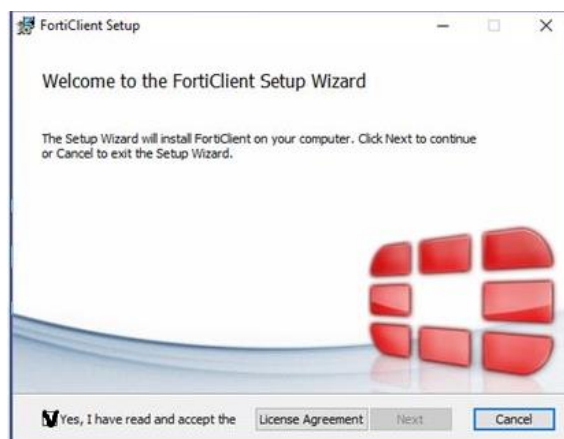 FortiClient Setup
Welcome to the FortiClient Setup Wizard
The Setup Wizard will install FortiClient on your computer. Click Next to continue
or Cancel to exit the Setup Wizard.
Yes, I have read and accept the License Agreement Next Cancel